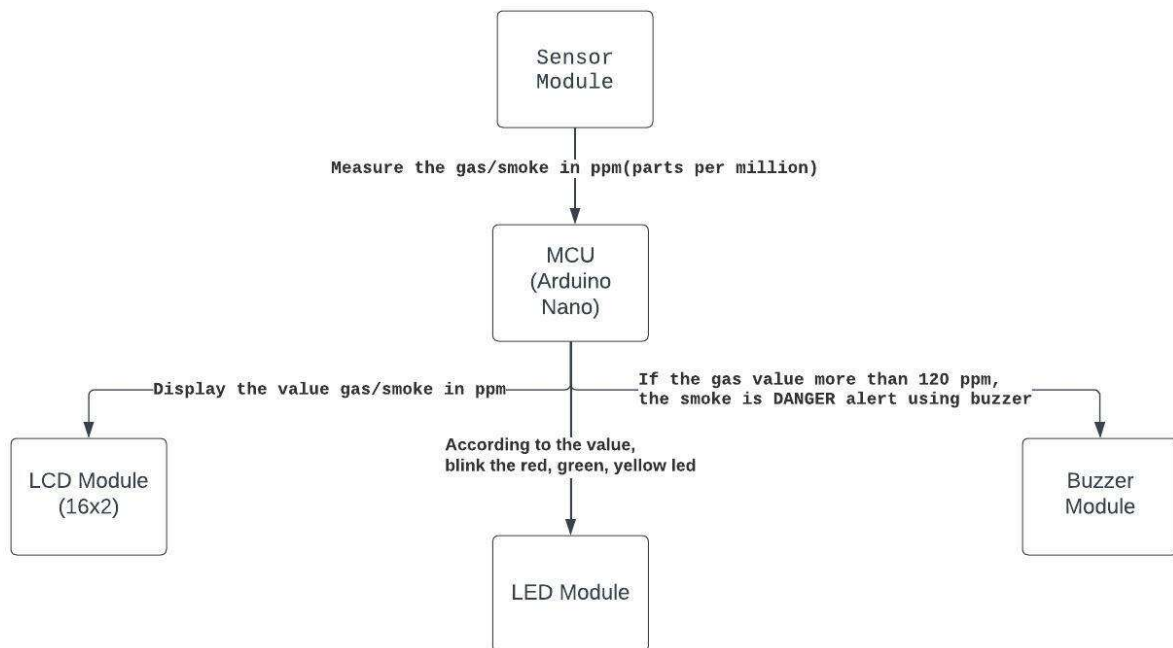 Sensor
Module
Measure the gas/smoke in ppm(parts per million)
MCU
(Arduino
Nano)
Display the value gas/smoke in ppm
If the gas value more than 120 ppm,
the smoke is DANGER alert using buzzer
According to the value,
blink the red, green, yellow led
LCD Module
(16x2)
Buzzer
Module
LED Module